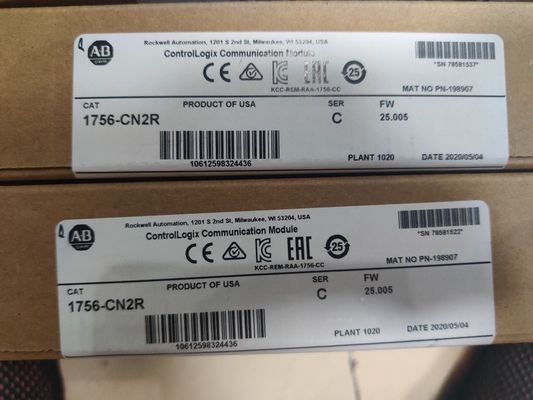 AB
Rockwell Automation, 1201 S 2nd St, Milwaukee, WI 53204, USA
ControlLogix Communication Module
*SN 78581537*
CE
EAC
25
KCC-REM-RAA-1756-CC
MAT NO PN-198907
CAT
PRODUCT OF USA
SER
FW
1756-CN2R
C
25.005
10612598324436
PLANT 1020
DATE 2020/05/04
AB
Rockwell Automation, 1201 S 2nd St, Milwaukee, WI 53204, USA
ControlLogix Communication Module
*SN 78581522*
CE
EAC
25
KCC-REM-RAA-1756-CC
MAT NO PN-198907
CAT
PRODUCT OF USA
SER
FW
1756-CN2R
C
25.005
10612598324436
PLANT 1020
DATE 2020/05/04